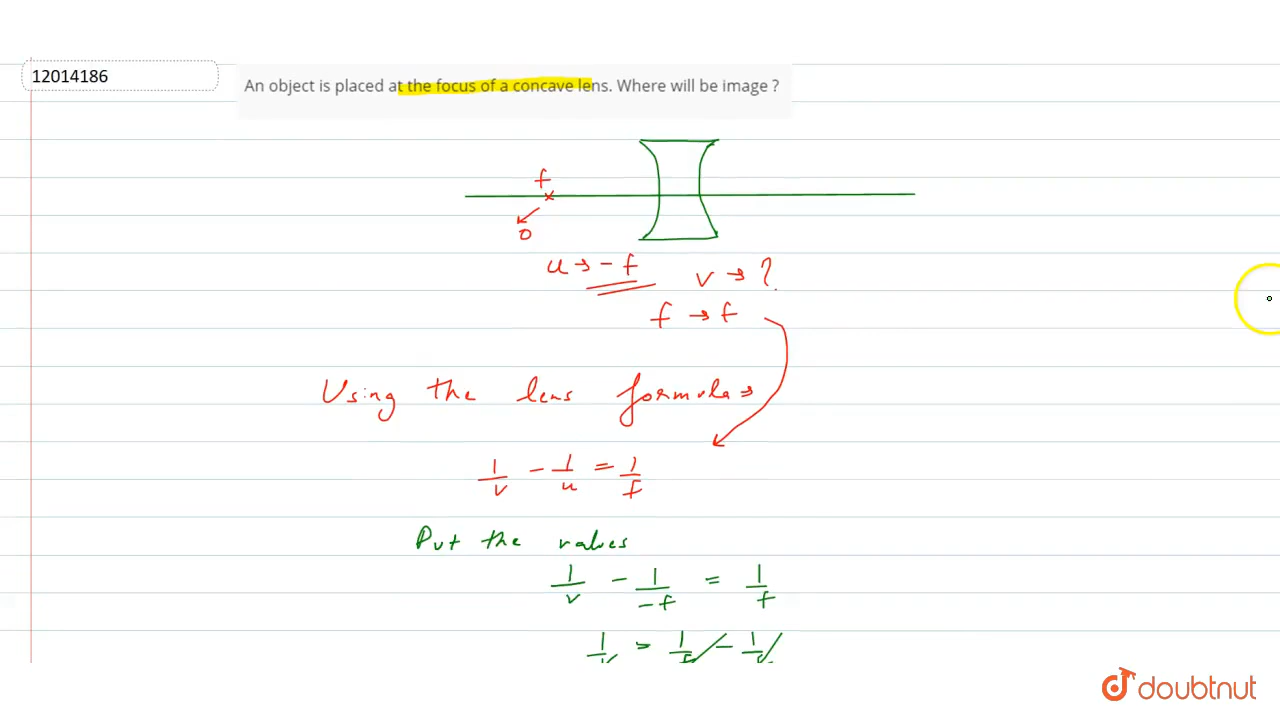 12014186
An object is placed at the focus of a concave lens. Where will be image ?
f
O
u → - f
v → ?
f → f
Using the lens formula →
1/v - 1/u = 1/f
Put the values
1/v - 1/-f = 1/f
doubtnut